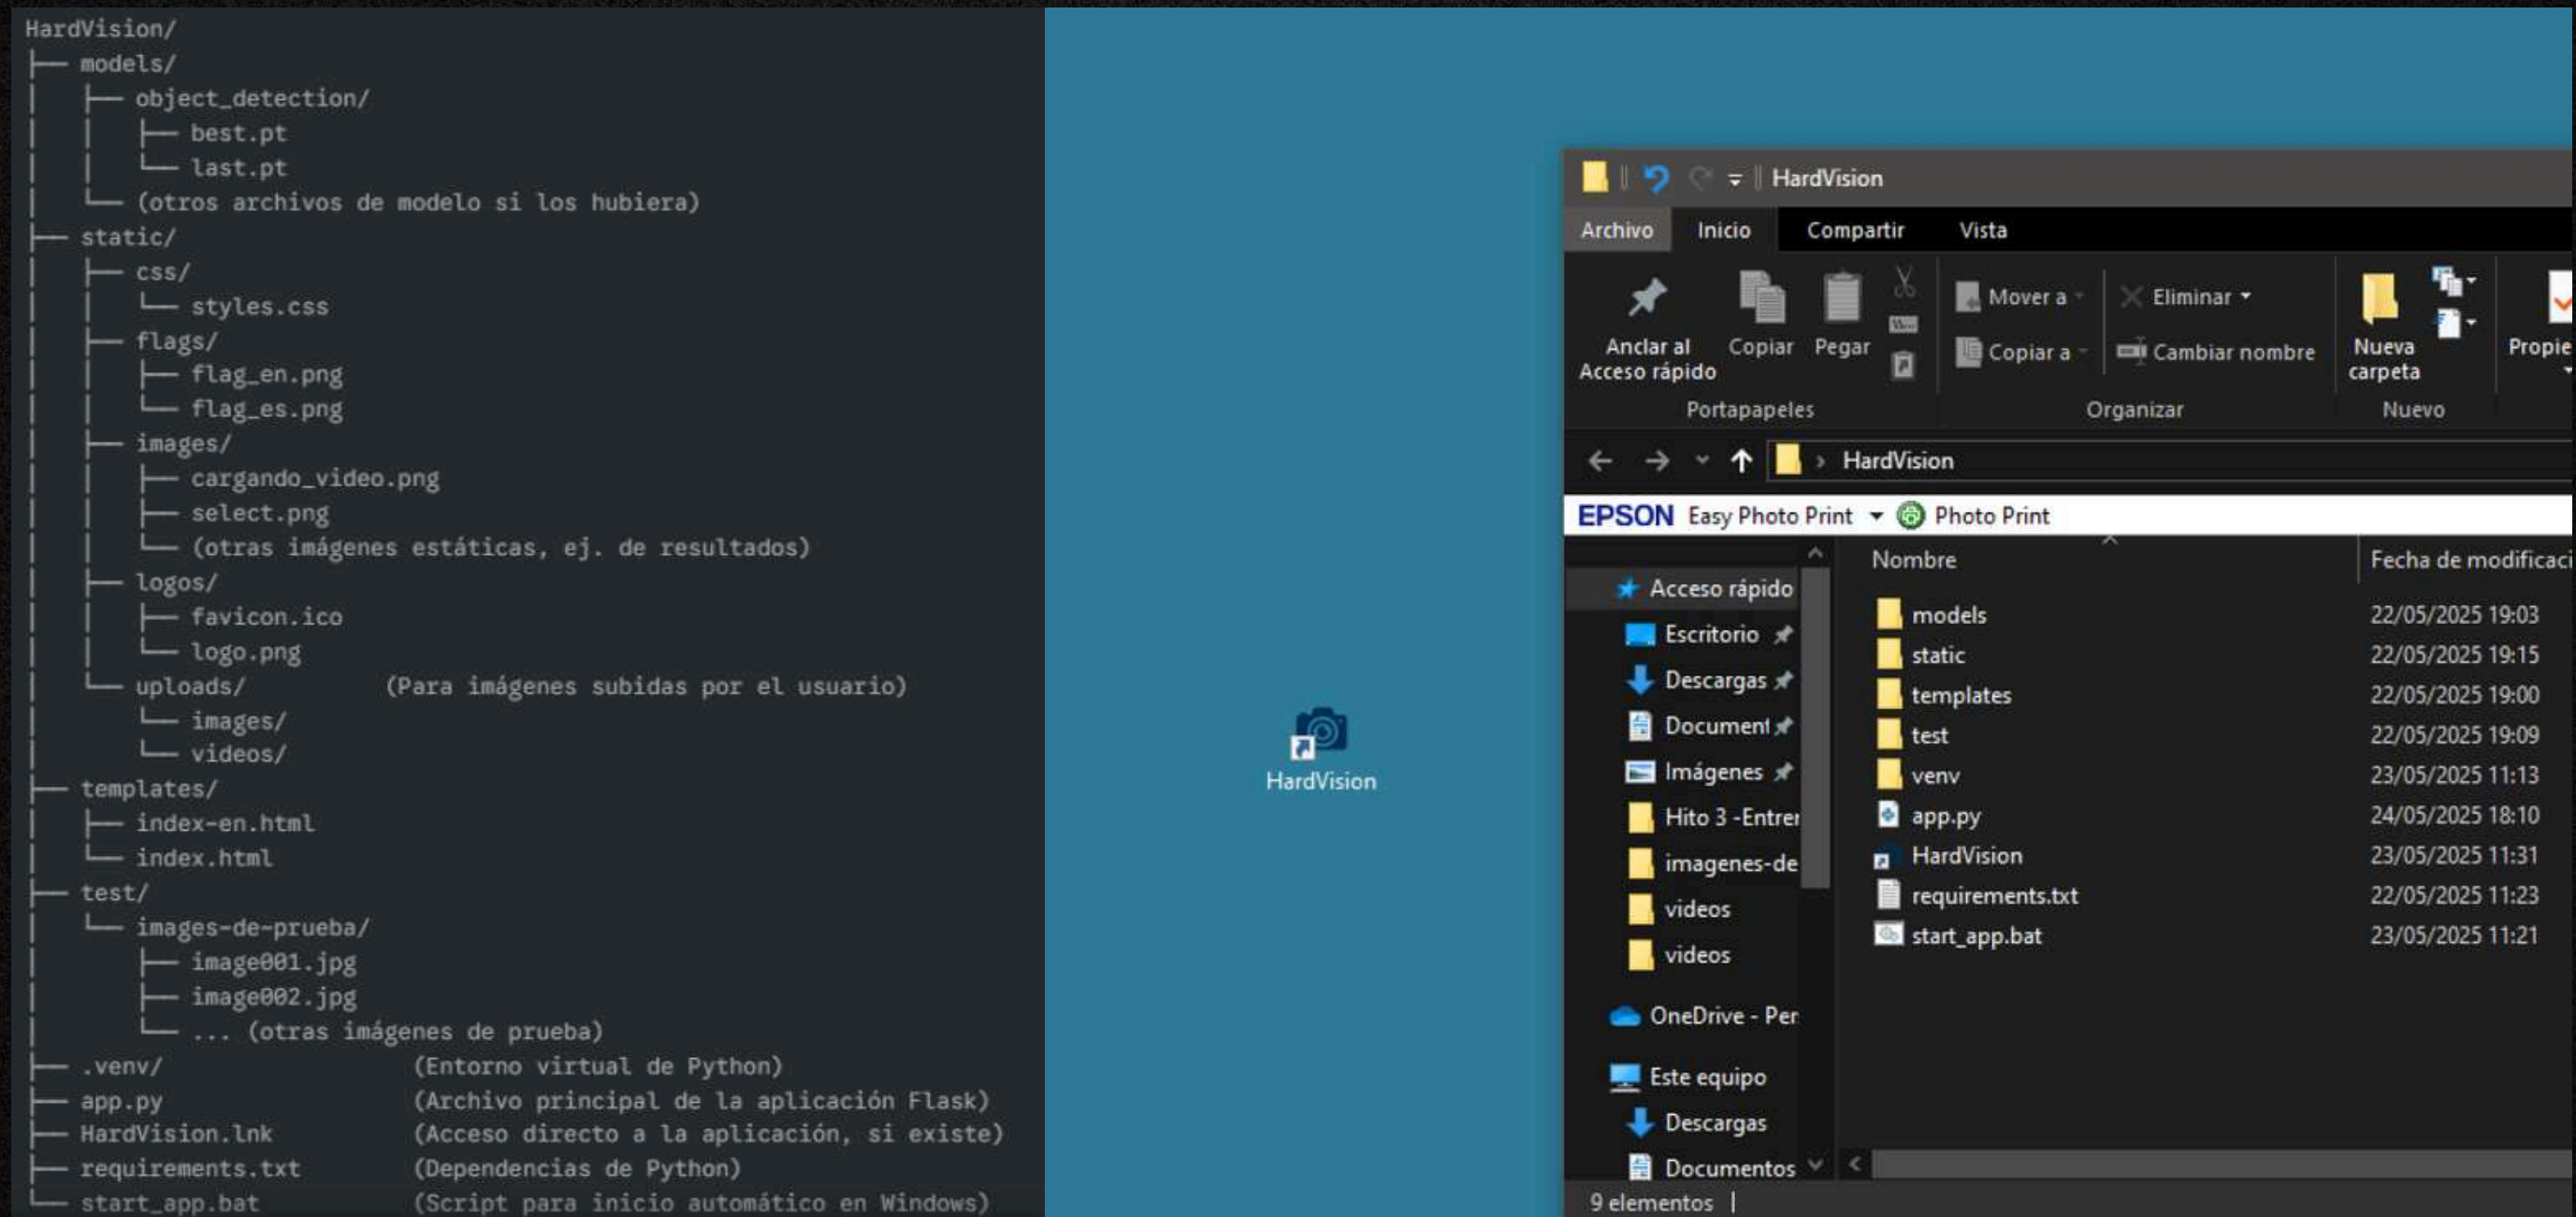 HardVision/
├── models/
│   ├── object_detection/
│   │   ├── best.pt
│   │   └── last.pt
│   └── (otros archivos de modelo si los hubiera)
├── static/
│   ├── css/
│   │   └── styles.css
│   ├── flags/
│   │   ├── flag_en.png
│   │   └── flag_es.png
│   ├── images/
│   │   ├── cargando_video.png
│   │   ├── select.png
│   │   └── (otras imágenes estáticas, ej. de resultados)
│   ├── logos/
│   │   ├── favicon.ico
│   │   └── logo.png
│   └── uploads/          (Para imágenes subidas por el usuario)
│       └── images/
│       └── videos/
├── templates/
│   ├── index-en.html
│   └── index.html
├── test/
│   └── images-de-prueba/
│       ├── image001.jpg
│       ├── image002.jpg
│       └── ... (otras imágenes de prueba)
├── .venv/                  (Entorno virtual de Python)
├── app.py                  (Archivo principal de la aplicación Flask)
├── HardVision.lnk          (Acceso directo a la aplicación, si existe)
├── requirements.txt        (Dependencias de Python)
└── start_app.bat           (Script para inicio automático en Windows)
HardVision
HardVision
Archivo Inicio Compartir Vista
Anclar al
Acceso rápido
Copiar Pegar
Mover a
Copiar a
Eliminar
Cambiar nombre
Nueva
carpeta
Propie
Portapapeles Organizar Nuevo
HardVision
EPSON Easy Photo Print Photo Print
Acceso rápido
Escritorio
Descargas
Document
Imágenes
Hito 3 -Entrer
imagenes-de
videos
videos
OneDrive - Per
Este equipo
Descargas
Documentos
Nombre Fecha de modificaci
models 22/05/2025 19:03
static 22/05/2025 19:15
templates 22/05/2025 19:00
test 22/05/2025 19:09
venv 23/05/2025 11:13
app.py 24/05/2025 18:10
HardVision 23/05/2025 11:31
requirements.txt 22/05/2025 11:23
start_app.bat 23/05/2025 11:21
9 elementos